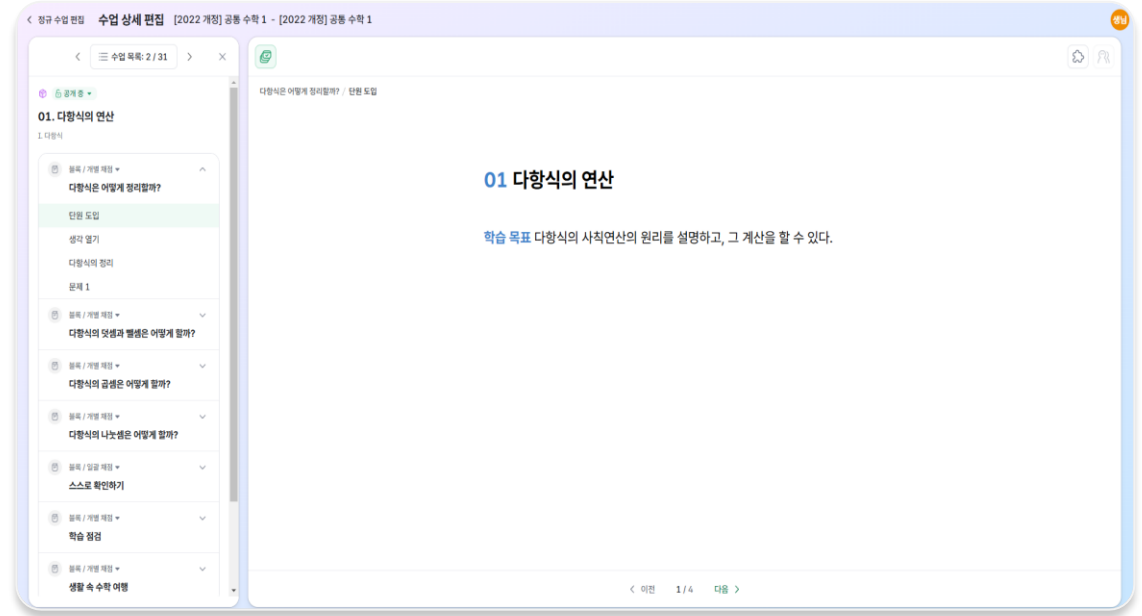 정규 수업 편집 수업 상세 편집 [2022 개정] 공통 수학 1 - [2022 개정] 공통 수학 1
쌤님
수업 목록: 2 / 31
공개 중
01. 다항식의 연산
I. 다항식
블록 / 개별 채점
다항식은 어떻게 정리할까?
단원 도입
생각 열기
다항식의 정리
문제 1
블록 / 개별 채점
다항식의 덧셈과 뺄셈은 어떻게 할까?
블록 / 개별 채점
다항식의 곱셈은 어떻게 할까?
블록 / 개별 채점
다항식의 나눗셈은 어떻게 할까?
블록 / 일괄 채점
스스로 확인하기
블록 / 개별 채점
학습 점검
블록 / 개별 채점
생활 속 수학 여행
다항식은 어떻게 정리할까? / 단원 도입
01 다항식의 연산
학습 목표 다항식의 사칙연산의 원리를 설명하고, 그 계산을 할 수 있다.
이전 1 / 4 다음